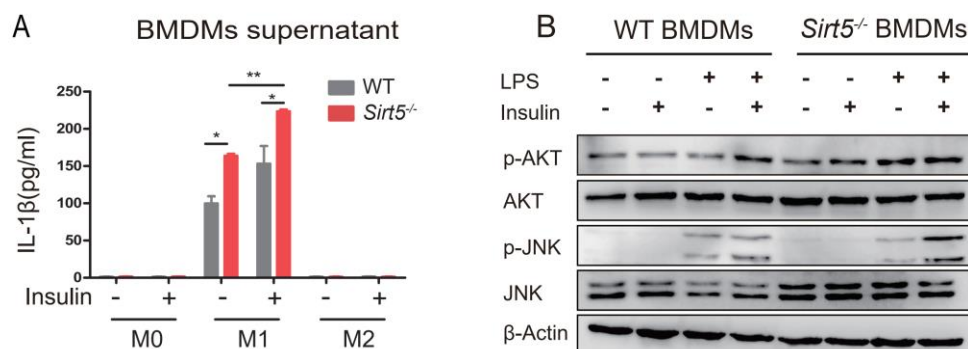 A
BMDMs supernatant
WT
Sirt5-/-
IL-1β(pg/ml)
250
200
150
100
50
0
*
**
*
Insulin - + - + - +
M0 M1 M2
B
WT BMDMs Sirt5-/- BMDMs
LPS - - + + - - + +
Insulin - + - + - + - +
p-AKT
AKT
p-JNK
JNK
β-Actin